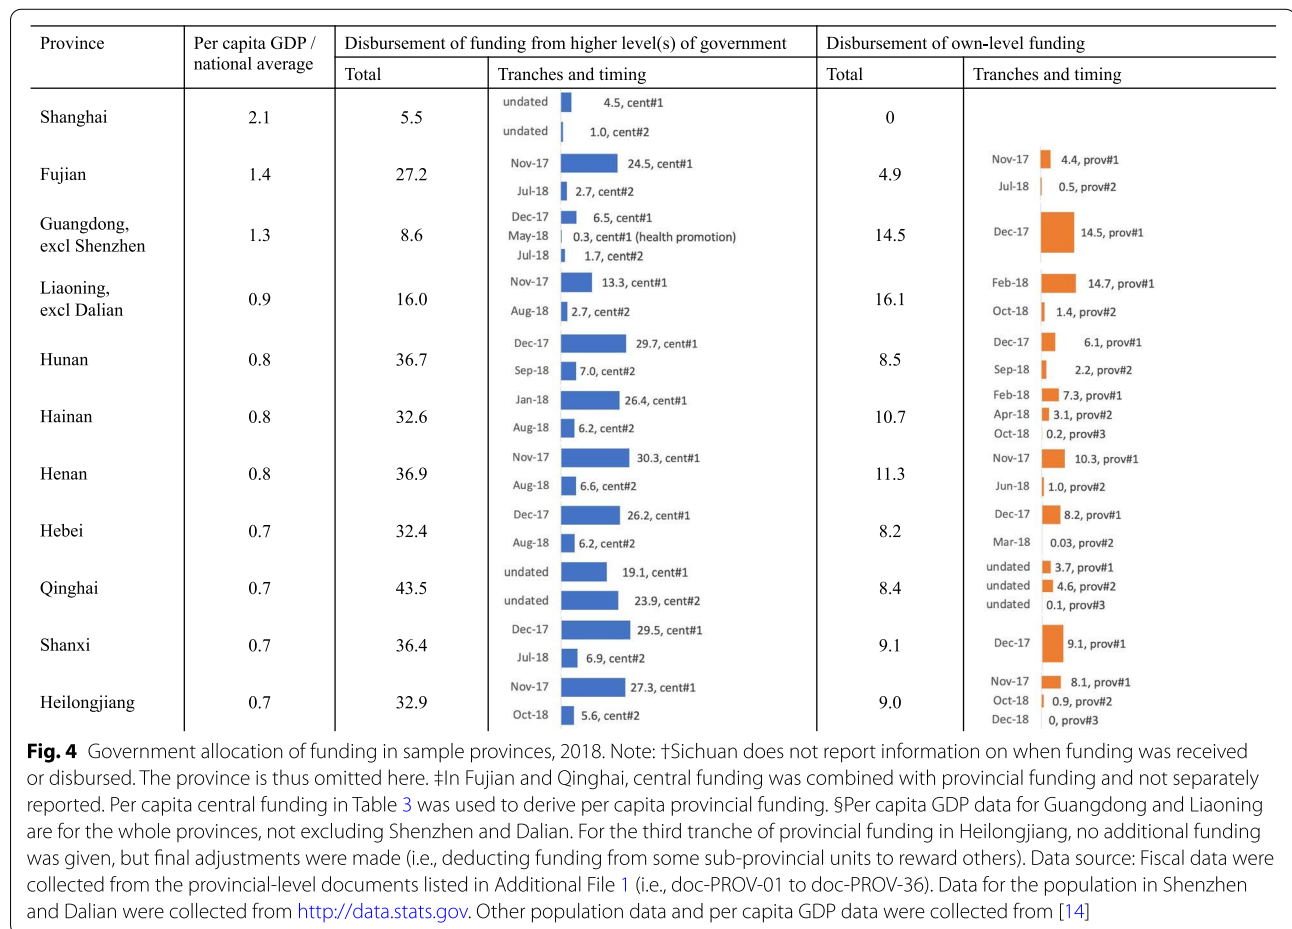 Province
Per capita GDP /
national average
Disbursement of funding from higher level(s) of government
Disbursement of own-level funding
Total
Tranches and timing
Total
Tranches and timing
Shanghai
2.1
5.5
undated 4.5, cent#1
undated 1.0, cent#2
0
Fujian
1.4
27.2
Nov-17 24.5, cent#1
Jul-18 2.7, cent#2
4.9
Nov-17 4.4, prov#1
Jul-18 0.5, prov#2
Guangdong,
excl Shenzhen
1.3
8.6
Dec-17 6.5, cent#1
May-18 0.3, cent#1 (health promotion)
Jul-18 1.7, cent#2
14.5
Dec-17 14.5, prov#1
Liaoning,
excl Dalian
0.9
16.0
Nov-17 13.3, cent#1
Aug-18 2.7, cent#2
16.1
Feb-18 14.7, prov#1
Oct-18 1.4, prov#2
Hunan
0.8
36.7
Dec-17 29.7, cent#1
Sep-18 7.0, cent#2
8.5
Dec-17 6.1, prov#1
Sep-18 2.2, prov#2
Hainan
0.8
32.6
Jan-18 26.4, cent#1
Aug-18 6.2, cent#2
10.7
Feb-18 7.3, prov#1
Apr-18 3.1, prov#2
Oct-18 0.2, prov#3
Henan
0.8
36.9
Nov-17 30.3, cent#1
Aug-18 6.6, cent#2
11.3
Nov-17 10.3, prov#1
Jun-18 1.0, prov#2
Hebei
0.7
32.4
Dec-17 26.2, cent#1
Aug-18 6.2, cent#2
8.2
Dec-17 8.2, prov#1
Mar-18 0.03, prov#2
Qinghai
0.7
43.5
undated 19.1, cent#1
undated 23.9, cent#2
8.4
undated 3.7, prov#1
undated 4.6, prov#2
undated 0.1, prov#3
Shanxi
0.7
36.4
Dec-17 29.5, cent#1
Jul-18 6.9, cent#2
9.1
Dec-17 9.1, prov#1
Heilongjiang
0.7
32.9
Nov-17 27.3, cent#1
Oct-18 5.6, cent#2
9.0
Nov-17 8.1, prov#1
Oct-18 0.9, prov#2
Dec-18 0, prov#3
Fig. 4 Government allocation of funding in sample provinces, 2018. Note: †Sichuan does not report information on when funding was received
or disbursed. The province is thus omitted here. ‡In Fujian and Qinghai, central funding was combined with provincial funding and not separately
reported. Per capita central funding in Table 3 was used to derive per capita provincial funding. §Per capita GDP data for Guangdong and Liaoning
are for the whole provinces, not excluding Shenzhen and Dalian. For the third tranche of provincial funding in Heilongjiang, no additional funding
was given, but final adjustments were made (i.e., deducting funding from some sub-provincial units to reward others). Data source: Fiscal data were
collected from the provincial-level documents listed in Additional File 1 (i.e., doc-PROV-01 to doc-PROV-36). Data for the population in Shenzhen
and Dalian were collected from http://data.stats.gov. Other population data and per capita GDP data were collected from [14]